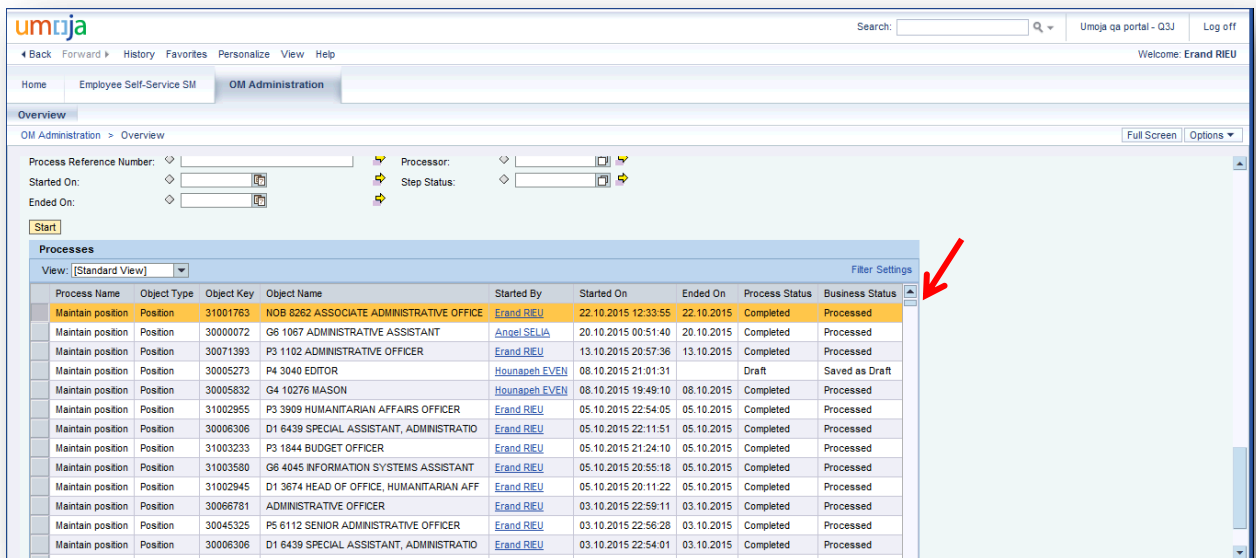 umoja Search: Umoja qa portal - Q3J Log off
Back Forward History Favorites Personalize View Help Welcome: Erand RIEU
Home Employee Self-Service SM OM Administration
Overview
OM Administration > Overview Full Screen Options
Process Reference Number: Processor:
Started On: Step Status:
Ended On:
Start
Processes
View: [Standard View] Filter Settings
Process Name Object Type Object Key Object Name Started By Started On Ended On Process Status Business Status
Maintain position Position 31001763 NOB 8262 ASSOCIATE ADMINISTRATIVE OFFICE Erand RIEU 22.10.2015 12:33:55 22.10.2015 Completed Processed
Maintain position Position 30000072 G6 1067 ADMINISTRATIVE ASSISTANT Angel SELIA 20.10.2015 00:51:40 20.10.2015 Completed Processed
Maintain position Position 30071393 P3 1102 ADMINISTRATIVE OFFICER Erand RIEU 13.10.2015 20:57:36 13.10.2015 Completed Processed
Maintain position Position 30005273 P4 3040 EDITOR Hounapeh EVEN 08.10.2015 21:01:31 Draft Saved as Draft
Maintain position Position 30005832 G4 10276 MASON Hounapeh EVEN 08.10.2015 19:49:10 08.10.2015 Completed Processed
Maintain position Position 31002955 P3 3909 HUMANITARIAN AFFAIRS OFFICER Erand RIEU 05.10.2015 22:54:05 05.10.2015 Completed Processed
Maintain position Position 30006306 D1 6439 SPECIAL ASSISTANT, ADMINISTRATIO Erand RIEU 05.10.2015 22:11:51 05.10.2015 Completed Processed
Maintain position Position 31003233 P3 1844 BUDGET OFFICER Erand RIEU 05.10.2015 21:24:10 05.10.2015 Completed Processed
Maintain position Position 31003580 G6 4045 INFORMATION SYSTEMS ASSISTANT Erand RIEU 05.10.2015 20:55:18 05.10.2015 Completed Processed
Maintain position Position 31002945 D1 3674 HEAD OF OFFICE, HUMANITARIAN AFF Erand RIEU 05.10.2015 20:11:22 05.10.2015 Completed Processed
Maintain position Position 30066781 ADMINISTRATIVE OFFICER Erand RIEU 03.10.2015 22:59:11 03.10.2015 Completed Processed
Maintain position Position 30045325 P5 6112 SENIOR ADMINISTRATIVE OFFICER Erand RIEU 03.10.2015 22:56:28 03.10.2015 Completed Processed
Maintain position Position 30006306 D1 6439 SPECIAL ASSISTANT, ADMINISTRATIO Erand RIEU 03.10.2015 22:54:01 03.10.2015 Completed Processed